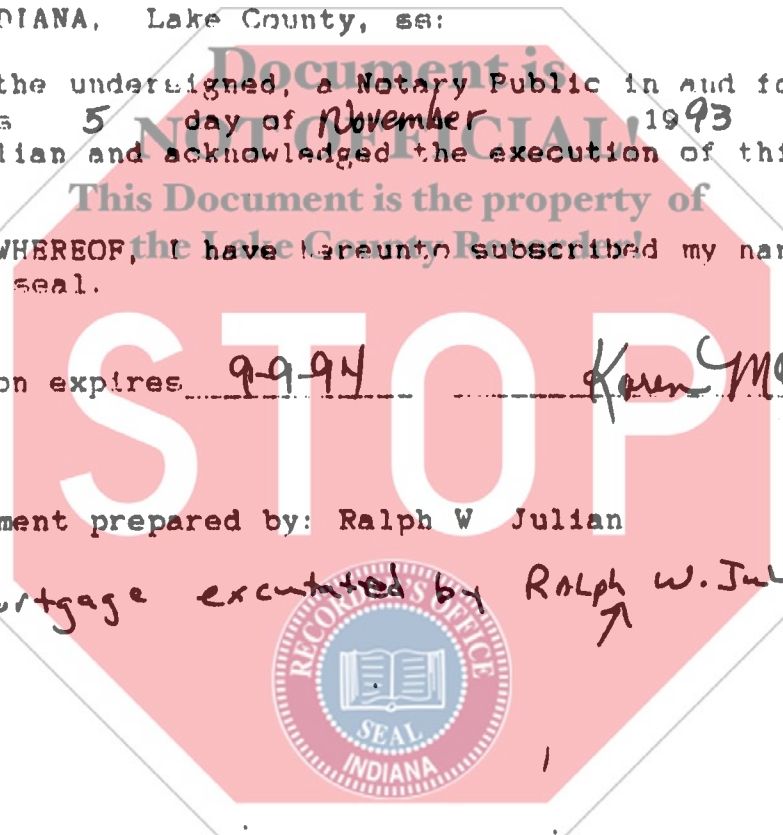 DIANA, Lake County, ss:
Document is
the undersigned, a Notary Public in and fo
5 day of November 1993
NOT OFFICIAL!
lian and acknowledged the execution of thi
This Document is the property of
WHEREOF, I have hereunto subscribed my nam
the Lake County Recorder!
seal.
STOP
on expires 9-9-94 Karen
ment prepared by: Ralph W Julian
rtgage excutated by RAlph W. Jul
RECORDER'S OFFICE
SEAL
INDIANA